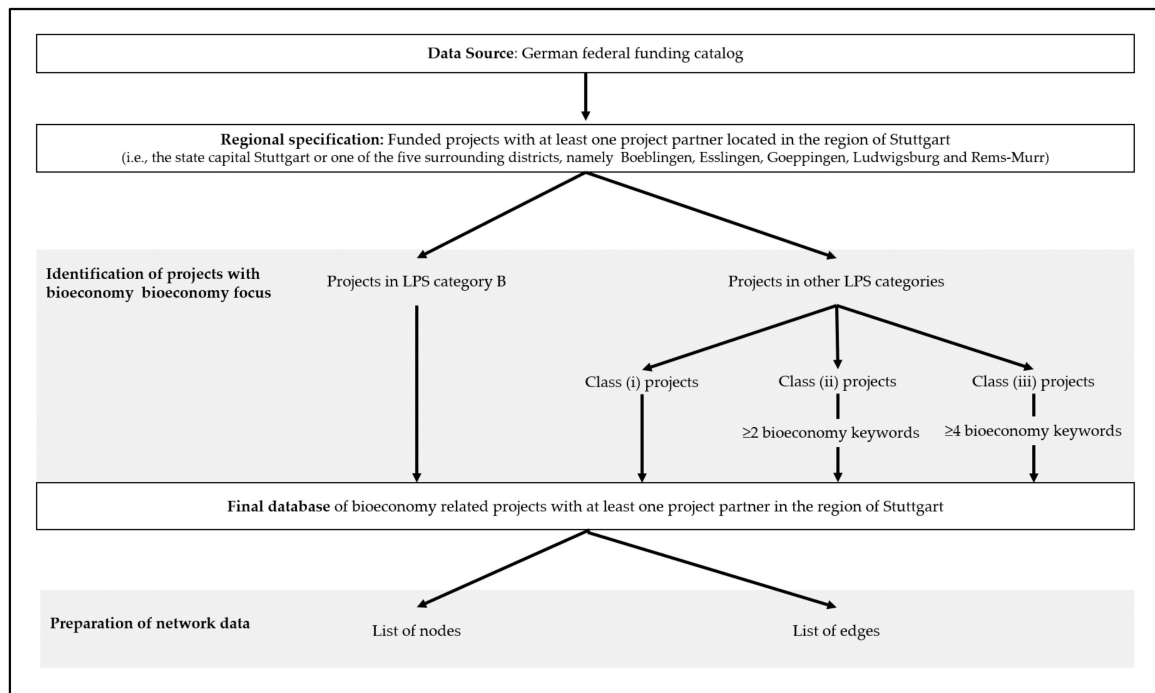 Data Source: German federal funding catalog
Regional specification: Funded projects with at least one project partner located in the region of Stuttgart
(i.e., the state capital Stuttgart or one of the five surrounding districts, namely Boeblingen, Esslingen, Goeppingen, Ludwigsburg and Rems-Murr)
Identification of projects with
bioeconomy bioeconomy focus
Projects in LPS category B
Projects in other LPS categories
Class (i) projects
Class (ii) projects
Class (iii) projects
≥2 bioeconomy keywords
≥4 bioeconomy keywords
Final database of bioeconomy related projects with at least one project partner in the region of Stuttgart
Preparation of network data
List of nodes
List of edges